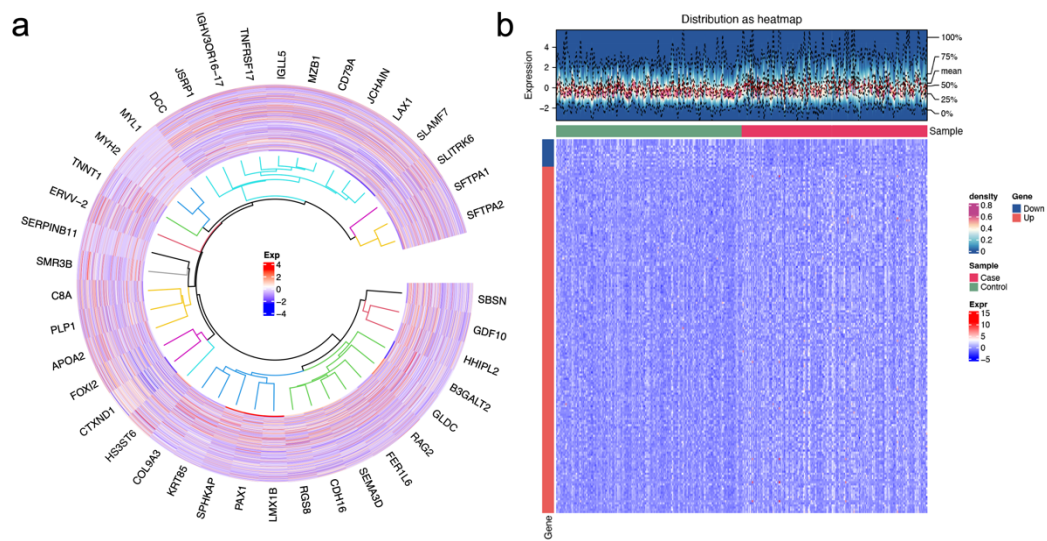 a
IGHV3OR16-17
TNFRSF17
IGLL5
MZB1
CD79A
JCHAIN
LAX1
SLAMF7
SLITRK6
SFTPA1
SFTPA2
JSRP1
DCC
MYL1
MYH2
TNNT1
ERVV-2
SERPINB11
SMR3B
C8A
PLP1
APOA2
FOXI2
CTXND1
HS3ST6
COL9A3
KRT85
SPHKAP
PAX1
LMX1B
RGS8
CDH16
SEMA3D
FER1L6
RAG2
GLDC
B3GALT2
HHIPL2
GDF10
SBSN
Exp
4
2
0
-2
-4
b
Distribution as heatmap
Expression
4
2
0
-2
100%
75%
mean
50%
25%
0%
Sample
Gene
density
0.8
0.6
0.4
0.2
0
Gene
Down
Up
Sample
Case
Control
Expr
15
10
5
0
-5